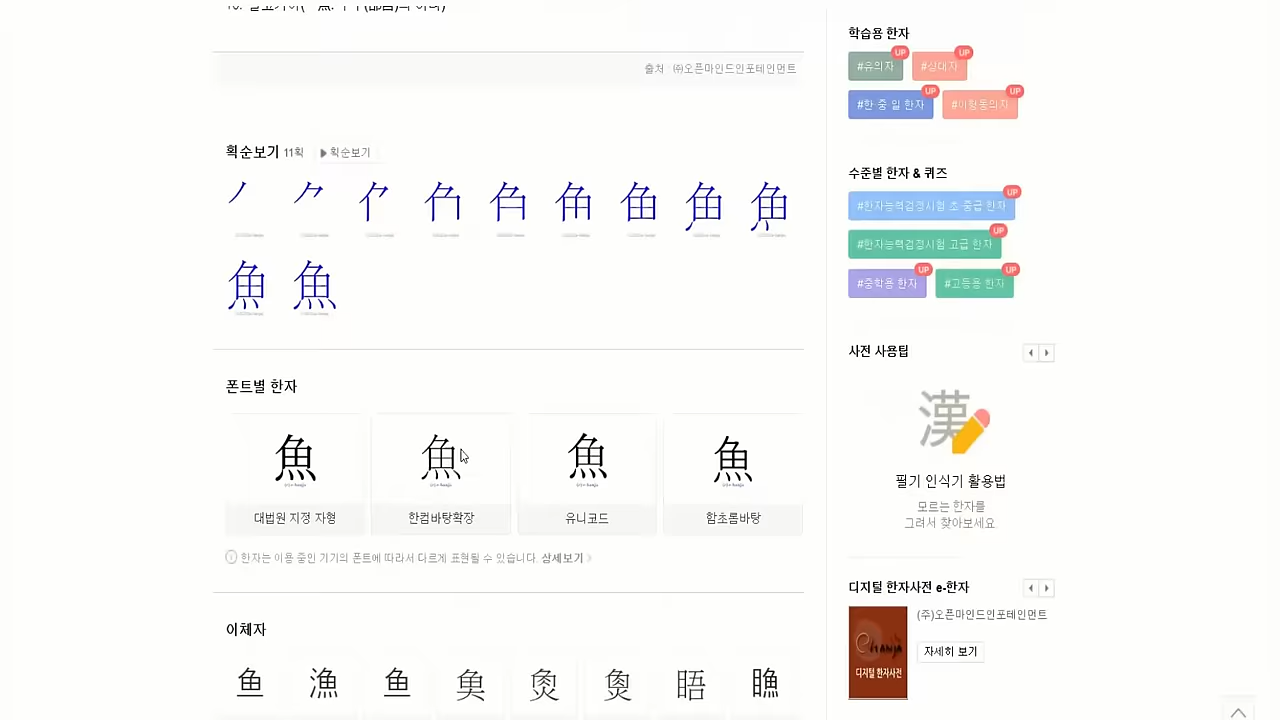 출처 : ㈜오픈마인드인포테인먼트
획순보기 11획 획순보기
폰트별 한자
魚 魚 魚 魚
대법원 지정 자형 한컴바탕확장 유니코드 함초롬바탕
한자는 이용 중인 기기의 폰트에 따라서 다르게 표현될 수 있습니다. 상세보기
이체자
鱼 漁 鱼
학습용 한자
#유의자 UP #상대자 UP
#한 중 일 한자 UP #이형동의자 UP
수준별 한자 & 퀴즈
#한자능력검정시험 초·중급 한자 UP
#한자능력검정시험 고급 한자 UP
#중학용 한자 UP #고등용 한자 UP
사전 사용팁
漢
필기 인식기 활용법
모르는 한자를
그려서 찾아보세요
디지털 한자사전 e-한자
(주)오픈마인드인포테인먼트
자세히 보기
디지털 한자사전